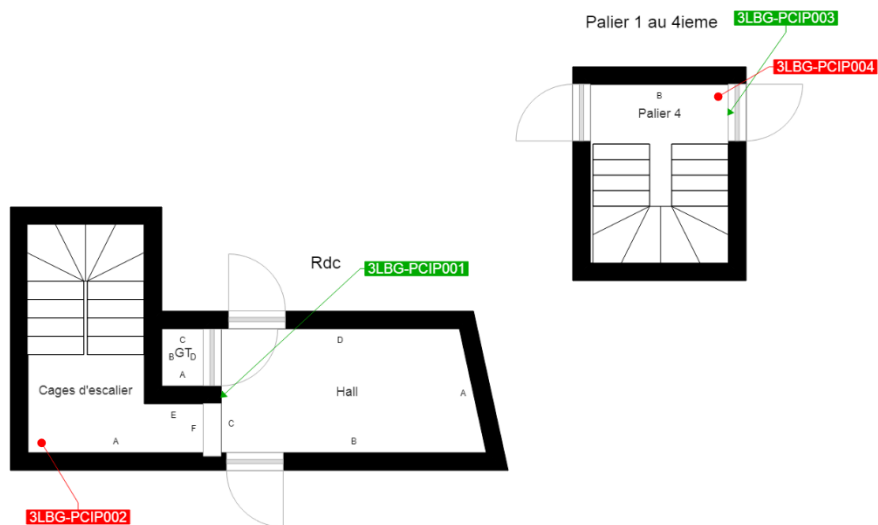 Palier 1 au 4ieme
3LBG-PCIP003
3LBG-PCIP004
B
Palier 4
Rdc
3LBG-PCIP001
C
D
B
GT
D
A
Cages d'escalier
Hall
A
E
F
C
A
B
3LBG-PCIP002